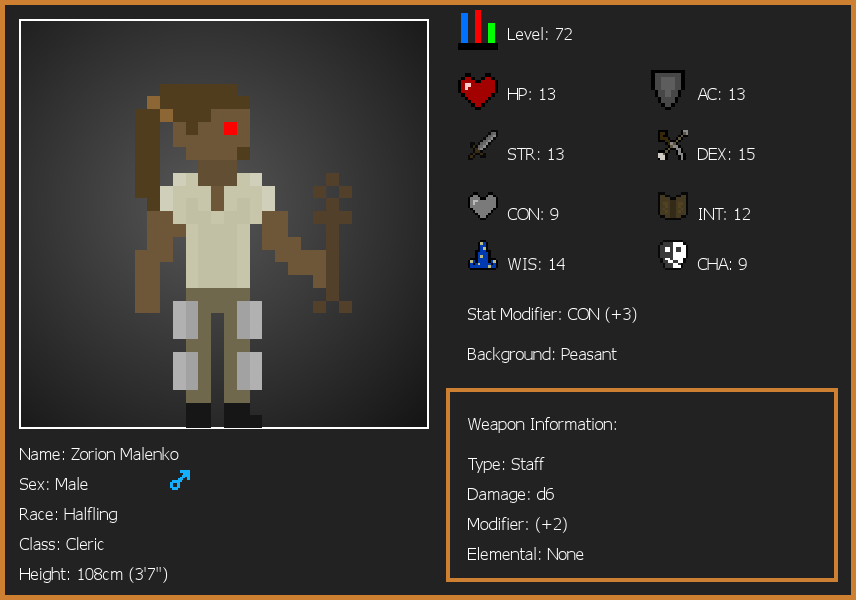 Level: 72
HP: 13
AC: 13
STR: 13
DEX: 15
CON: 9
INT: 12
WIS: 14
CHA: 9
Stat Modifier: CON (+3)
Background: Peasant
Weapon Information:
Type: Staff
Damage: d6
Modifier: (+2)
Elemental: None
Name: Zorion Malenko
Sex: Male
Race: Halfling
Class: Cleric
Height: 108cm (3'7")